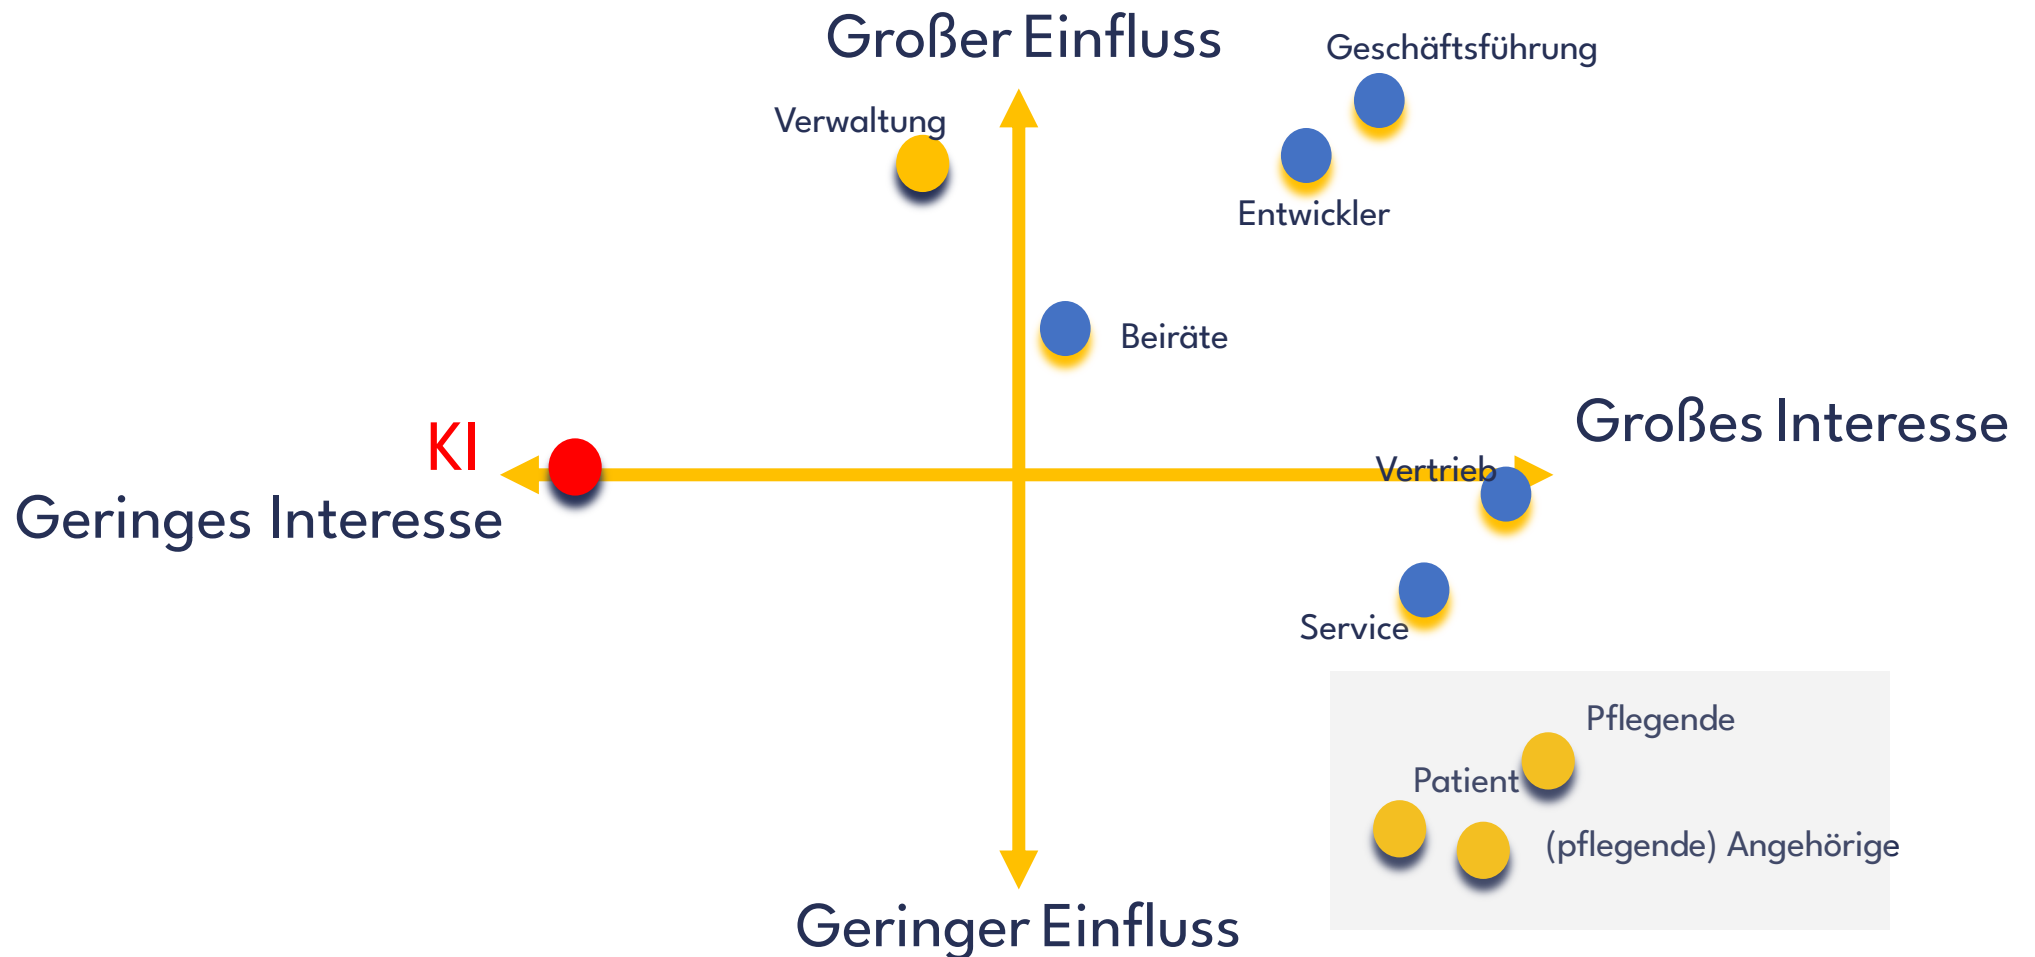 Großer Einfluss
Geschäftsführung
Verwaltung
Entwickler
Beiräte
Großes Interesse
KI
Vertrieb
Geringes Interesse
Service
Pflegende
Patient
(pflegende) Angehörige
Geringer Einfluss